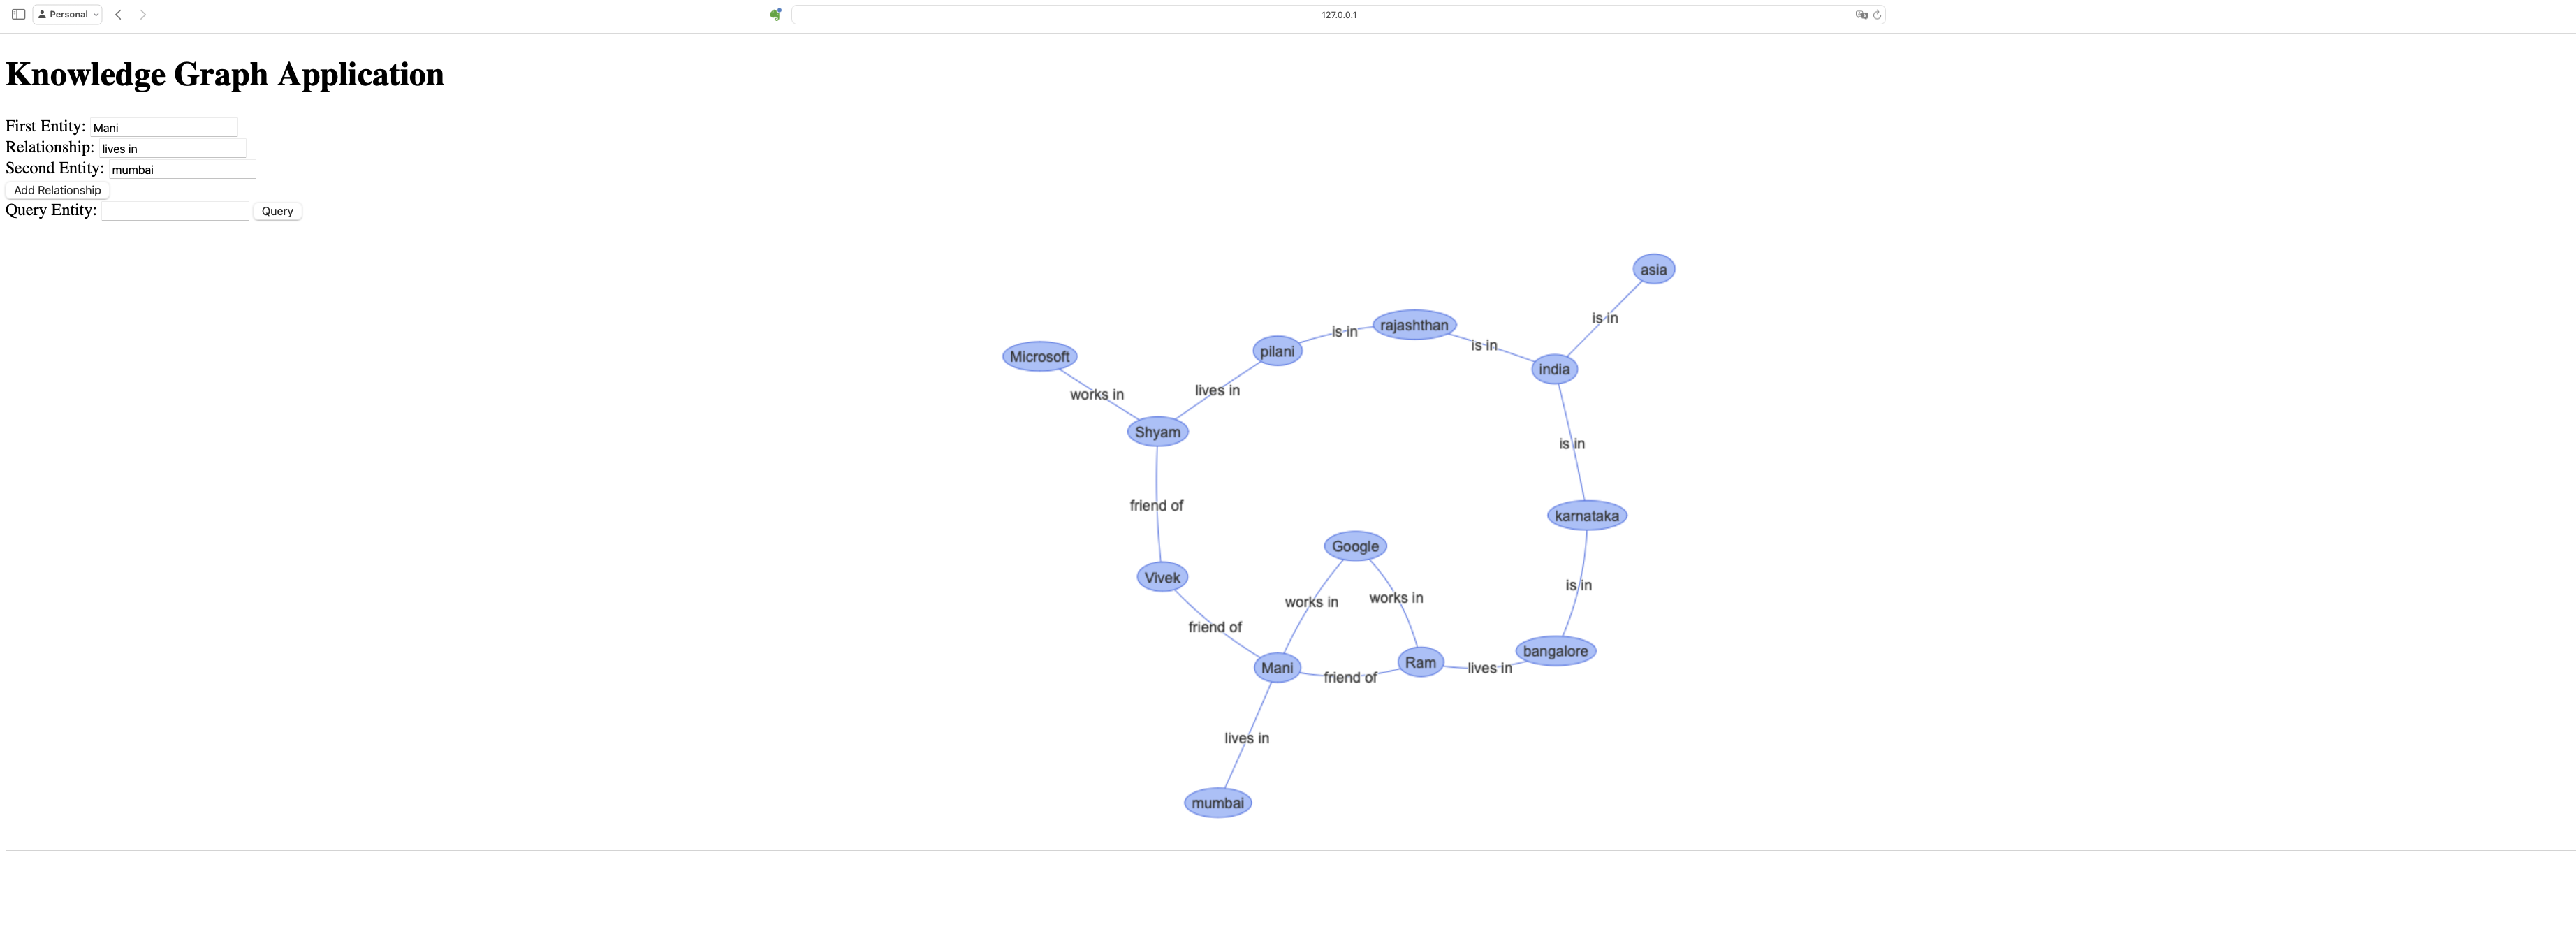 Personal
127.0.0.1
Knowledge Graph Application
First Entity: Mani
Relationship: lives in
Second Entity: mumbai
Add Relationship
Query Entity: Query
asia
is in
rajashthan
is in
pilani
is in
Microsoft
india
works in
lives in
Shyam
is in
friend of
karnataka
Google
Vivek
is in
works in
works in
friend of
bangalore
Ram
Mani
lives in
friend of
lives in
mumbai